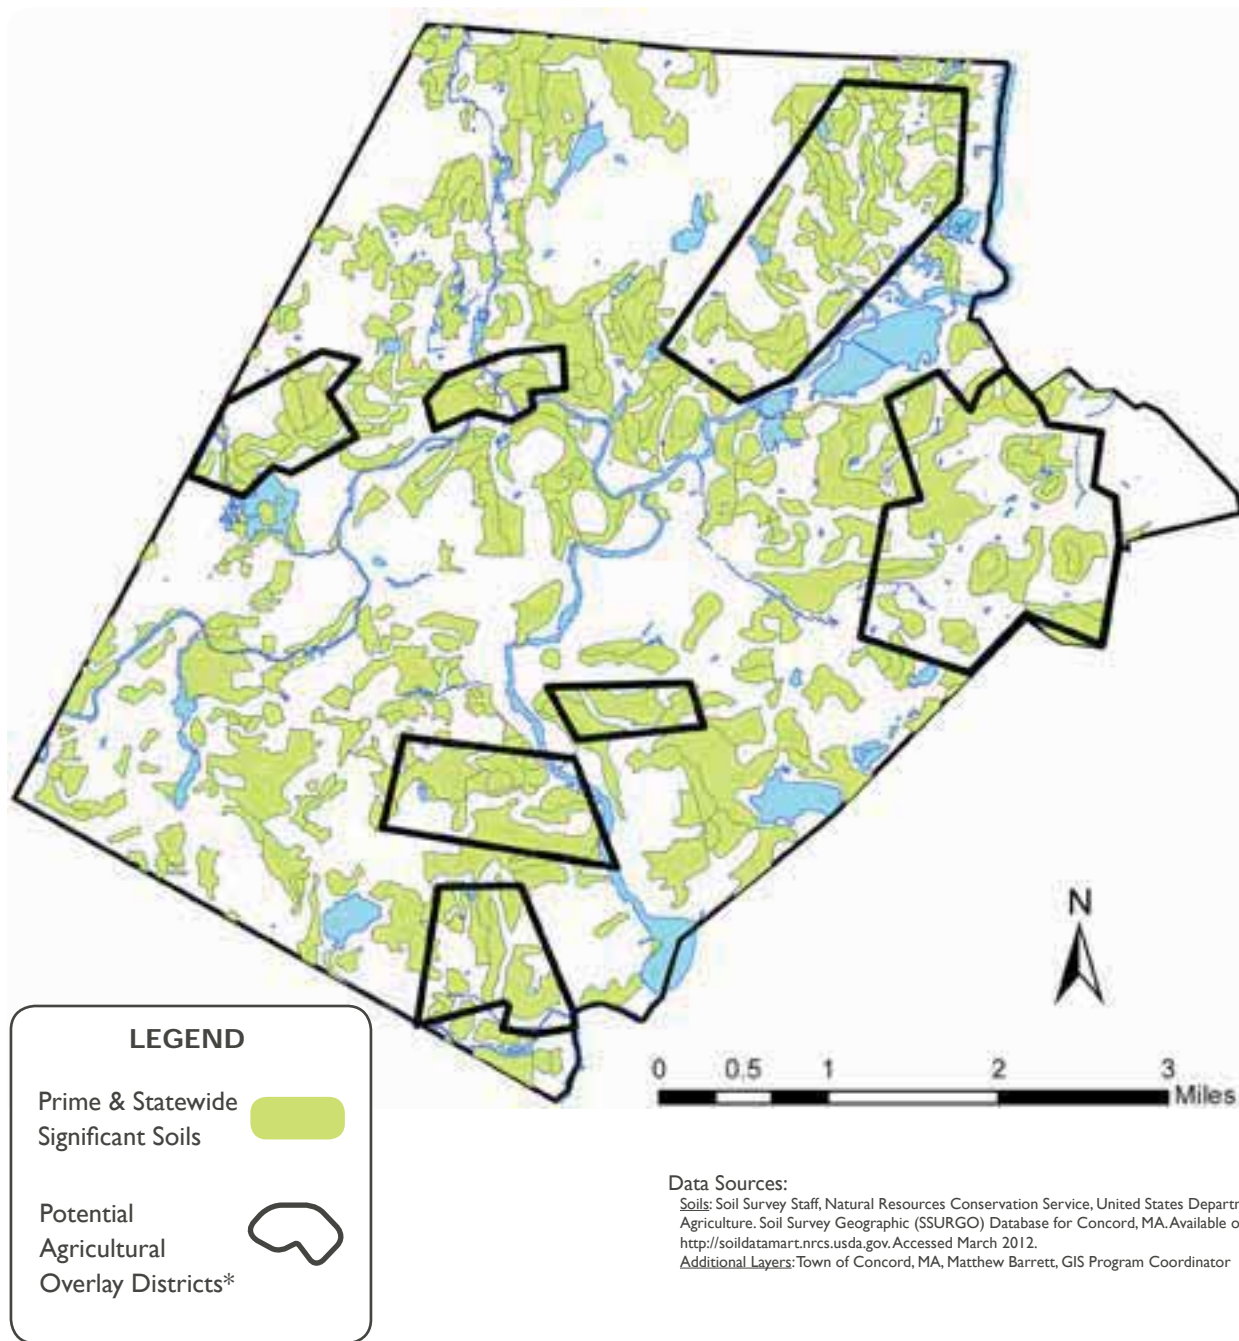 N
0 0.5 1 2 3
Miles
LEGEND
Prime & Statewide
Significant Soils
Potential
Agricultural
Overlay Districts*
Data Sources:
Soils: Soil Survey Staff, Natural Resources Conservation Service, United States Departm
Agriculture. Soil Survey Geographic (SSURGO) Database for Concord, MA. Available o
http://soildatamart.nrcs.usda.gov. Accessed March 2012.
Additional Layers: Town of Concord, MA, Matthew Barrett, GIS Program Coordinator